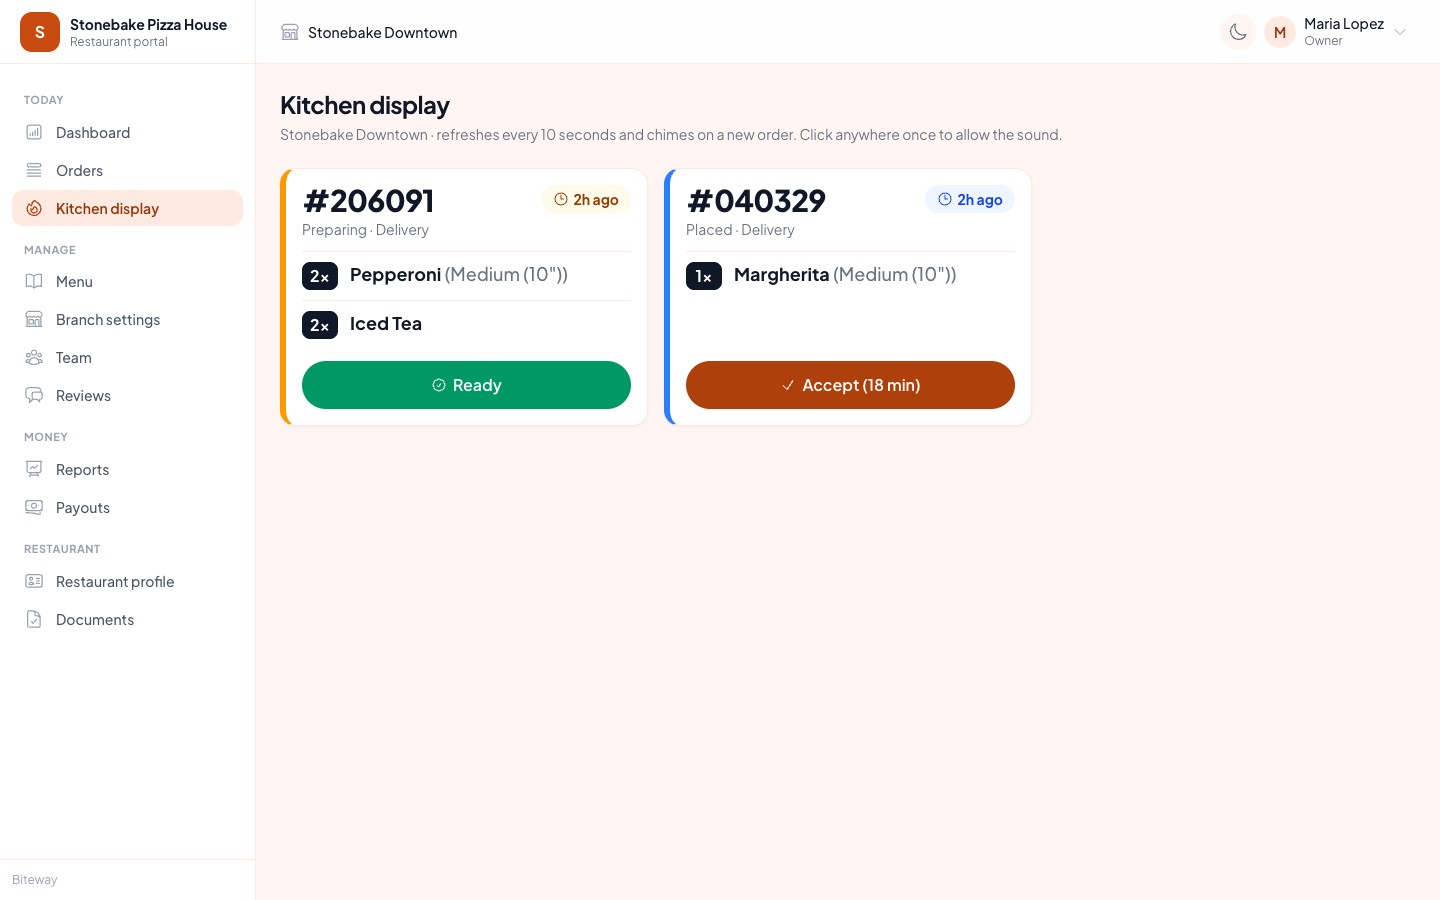 S
Stonebake Pizza House
Restaurant portal
TODAY
Dashboard
Orders
Kitchen display
MANAGE
Menu
Branch settings
Team
Reviews
MONEY
Reports
Payouts
RESTAURANT
Restaurant profile
Documents
Biteway
Stonebake Downtown
M
Maria Lopez
Owner
Kitchen display
Stonebake Downtown · refreshes every 10 seconds and chimes on a new order. Click anywhere once to allow the sound.
#206091
2h ago
Preparing · Delivery
2× Pepperoni (Medium (10"))
2× Iced Tea
Ready
#040329
2h ago
Placed · Delivery
1× Margherita (Medium (10"))
Accept (18 min)